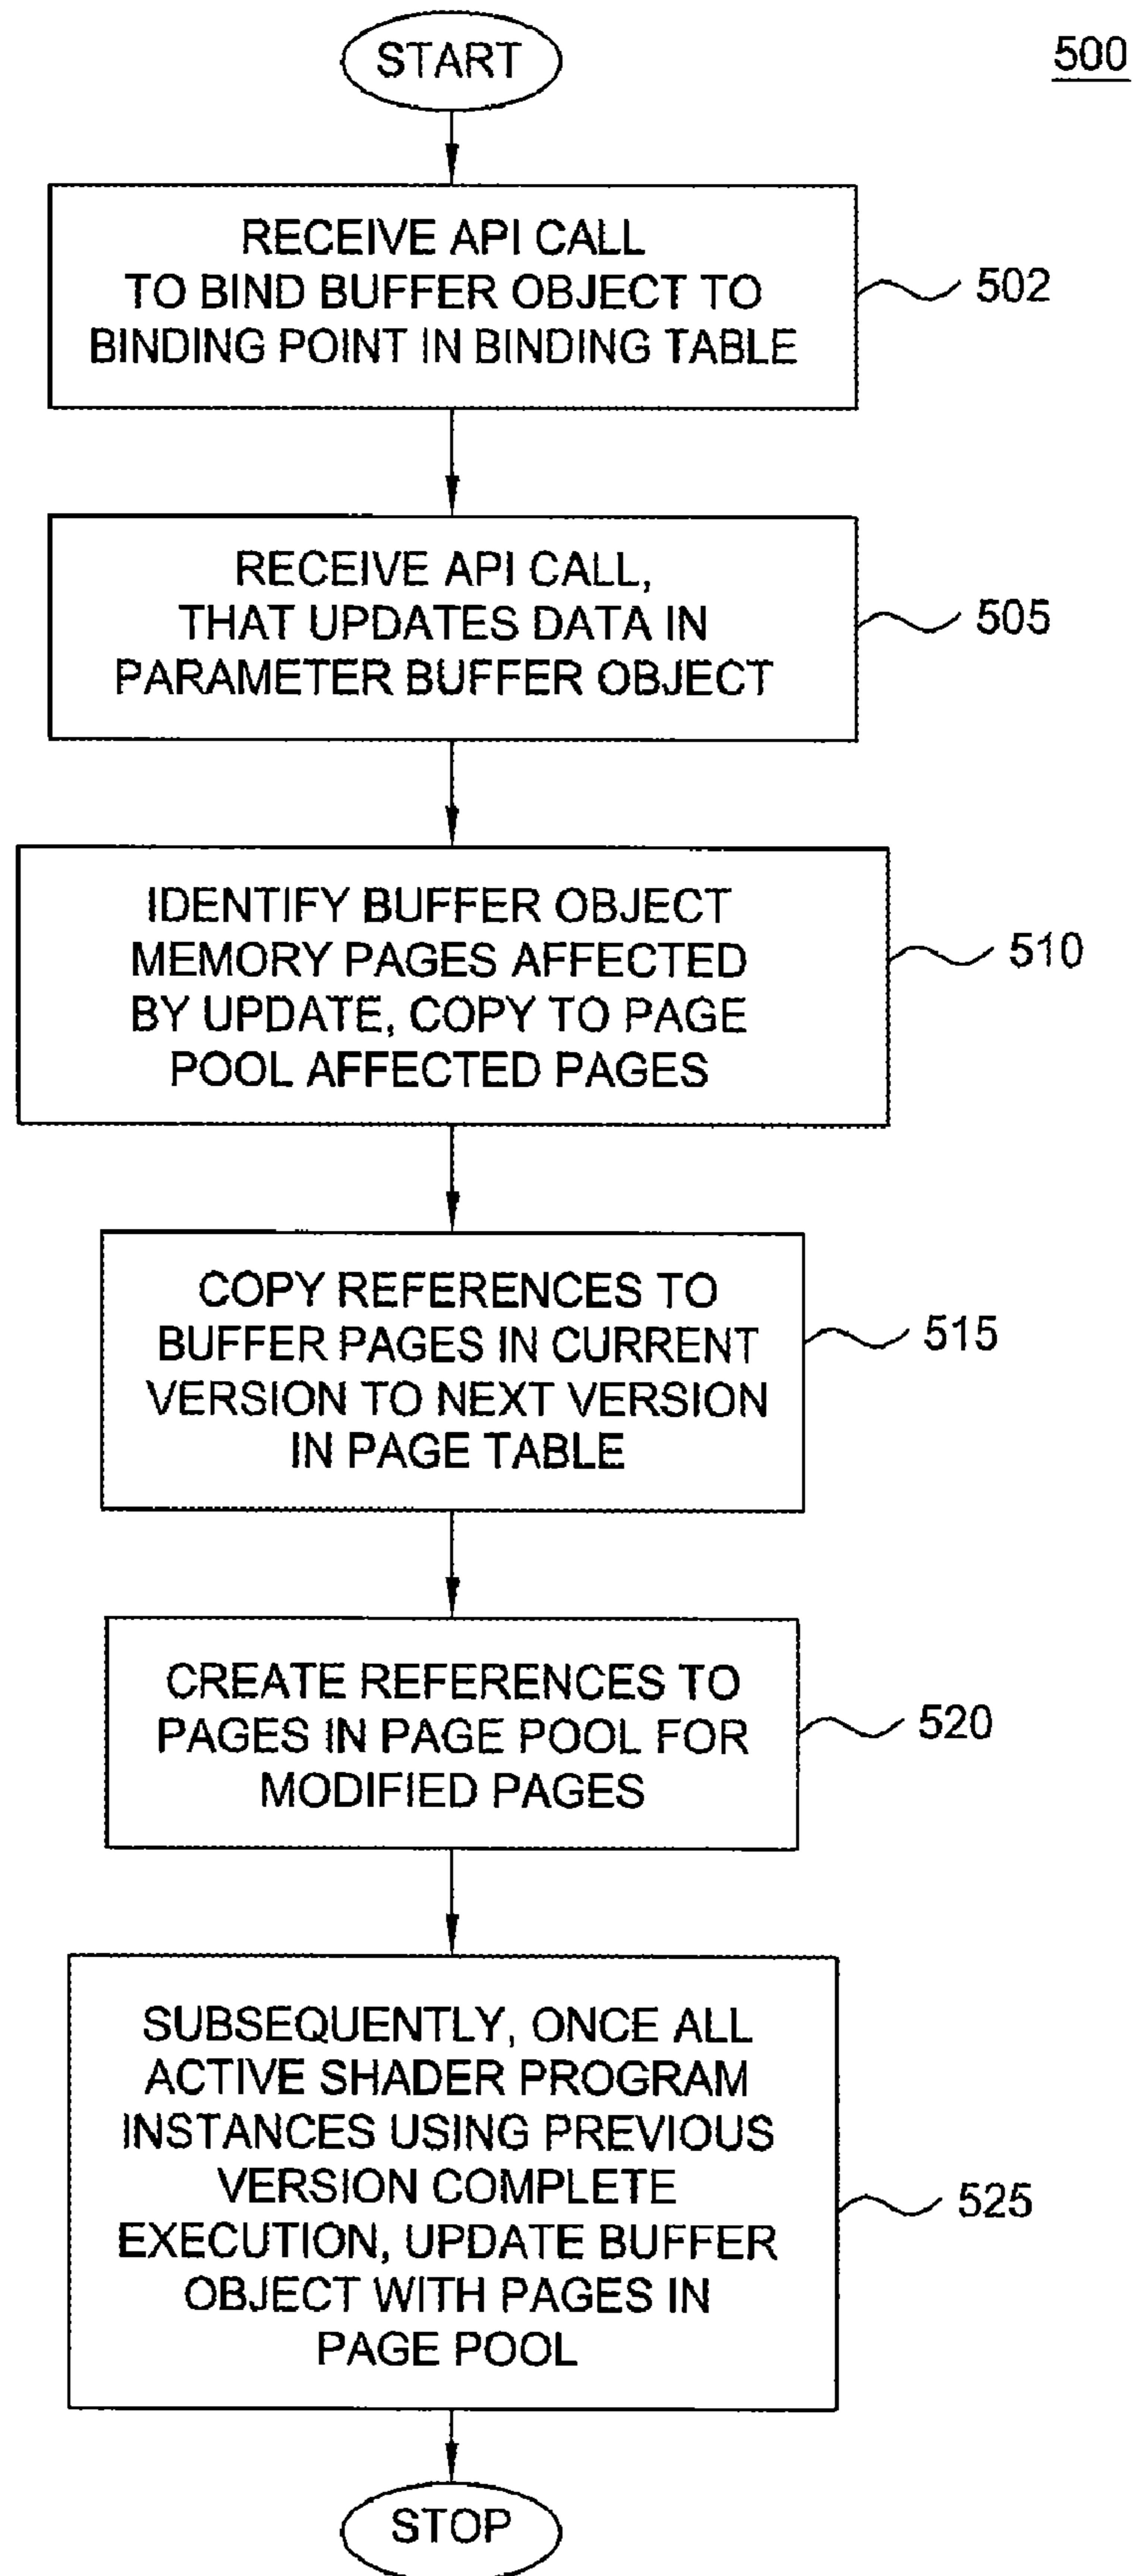 START
500
RECEIVE API CALL
TO BIND BUFFER OBJECT TO
BINDING POINT IN BINDING TABLE
502
RECEIVE API CALL,
THAT UPDATES DATA IN
PARAMETER BUFFER OBJECT
505
IDENTIFY BUFFER OBJECT
MEMORY PAGES AFFECTED
BY UPDATE, COPY TO PAGE
POOL AFFECTED PAGES
510
COPY REFERENCES TO
BUFFER PAGES IN CURRENT
VERSION TO NEXT VERSION
IN PAGE TABLE
515
CREATE REFERENCES TO
PAGES IN PAGE POOL FOR
MODIFIED PAGES
520
SUBSEQUENTLY, ONCE ALL
ACTIVE SHADER PROGRAM
INSTANCES USING PREVIOUS
VERSION COMPLETE
EXECUTION, UPDATE BUFFER
OBJECT WITH PAGES IN
PAGE POOL
525
STOP